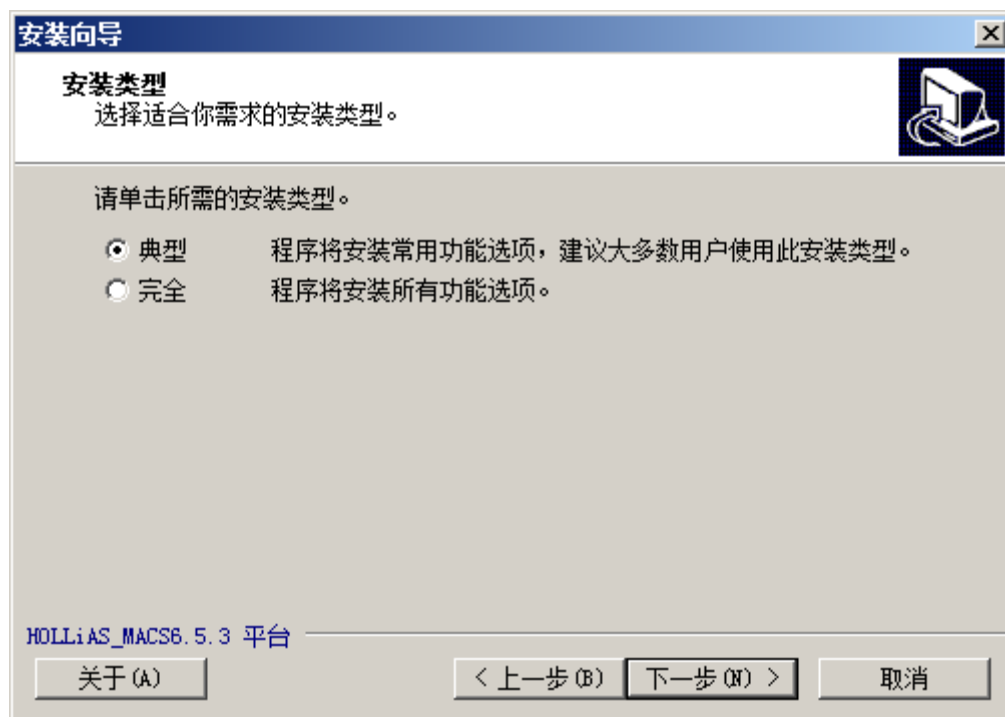 安装向导
安装类型
选择适合你需求的安装类型。
请单击所需的安装类型。
典型 程序将安装常用功能选项，建议大多数用户使用此安装类型。
完全 程序将安装所有功能选项。
HOLLiAS_MACS6.5.3 平台
关于(A) < 上一步(B) 下一步(N) > 取消